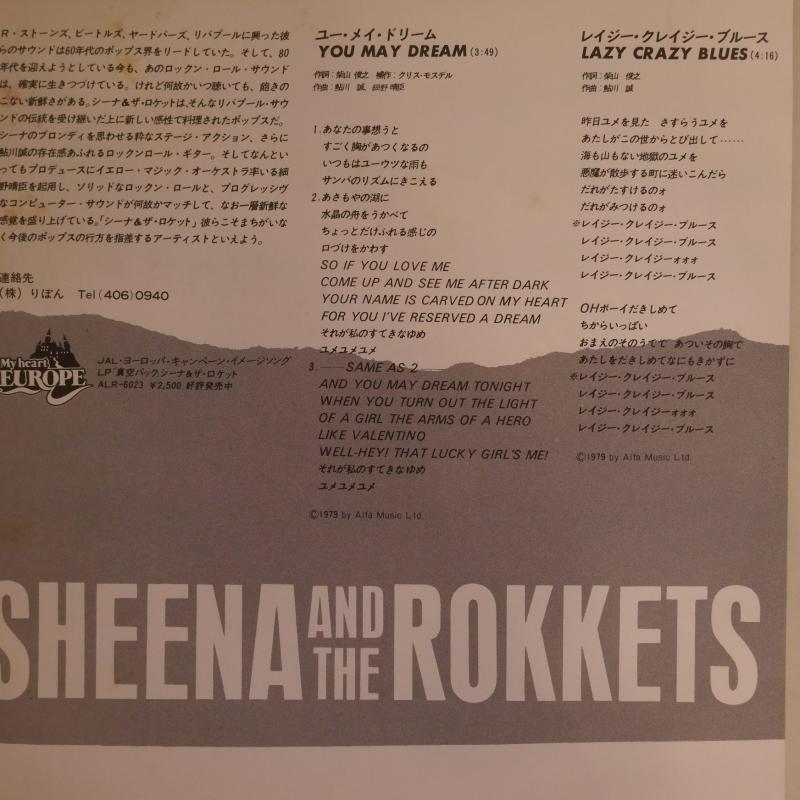 R・ストーンズ、ビートルズ、ヤードバーズ、リバプールに興った彼
らのサウンドは60年代のポップス界をリードしていた。そして、80
年代を迎えようとしている今も、あのロックン・ロール・サウンド
は、確実に生きつづけている。けれど何故かいつ聴いても、飽きの
こない新鮮さがある。シーナ&ザ・ロケットは、そんなリバプール・サウ
ンドの伝統を受け継いだ上に新しい感性で料理されたポップスだ。
シーナのブロンディを思わせる粋なステージ・アクション、さらに
鮎川誠の存在感あふれるロックンロール・ギター。そしてなんとい
ってもプロデュースにイエロー・マジック・オーケストラ率いる細
野晴臣を起用し、ソリッドなロックン・ロールと、プログレッシヴ
なコンピューター・サウンドが何故かマッチして、なお一層新鮮な
感覚を盛り上げている。「シーナ&ザ・ロケット」彼らこそまちがいな
く今後のポップスの行方を指差すアーティストといえよう。
連絡先
(株)りぼん Tel(406)0940
My heart
EUROPE
JAL・ヨーロッパ・キャンペーン・イメージソング
LP「真空パック」シーナ&ザ・ロケット
ALR-6023 ¥2,500 好評発売中
ユー・メイ・ドリーム
YOU MAY DREAM (3:49)
作詞:柴山 俊之 補作:クリス・モスデル
作曲:鮎川 誠、細野 晴臣
1.あなたの事想うと
すごく胸があつくなるの
いつもはユーウツな雨も
サンバのリズムにきこえる
2.あさもやの湖に
水晶の舟をうかべて
ちょっとだけふれる感じの
口づけをかわす
SO IF YOU LOVE ME
COME UP AND SEE ME AFTER DARK
YOUR NAME IS CARVED ON MY HEART
FOR YOU I'VE RESERVED A DREAM
それが私のすてきなゆめ
ユメユメユメ
3.——SAME AS 2
AND YOU MAY DREAM TONIGHT
WHEN YOU TURN OUT THE LIGHT
OF A GIRL THE ARMS OF A HERO
LIKE VALENTINO
WELL-HEY! THAT LUCKY GIRL'S ME!
それが私のすてきなゆめ
ユメユメユメ
©1979 by Alfa Music Ltd.
レイジー・クレイジー・ブルース
LAZY CRAZY BLUES (4:16)
作詞:柴山 俊之
作曲:鮎川 誠
昨日ユメを見た さすらうユメを
あたしがこの世からとび出して……
海も山もない地獄のユメを
悪魔が散歩する町に迷いこんだら
だれがたすけるのォ
だれがみつけるのォ
※レイジー・クレイジー・ブルース
レイジー・クレイジー・ブルース
レイジー・クレイジーォォォ
レイジー・クレイジー・ブルース
OHボーイだきしめて
ちからいっぱい
おまえのそのうでて あついその胸で
あたしをだきしめてなにもきかずに
※レイジー・クレイジー・ブルース
レイジー・クレイジー・ブルース
レイジー・クレイジーォォォ
レイジー・クレイジー・ブルース
©1979 by Alfa Music Ltd.
SHEENA AND THE ROKKETS